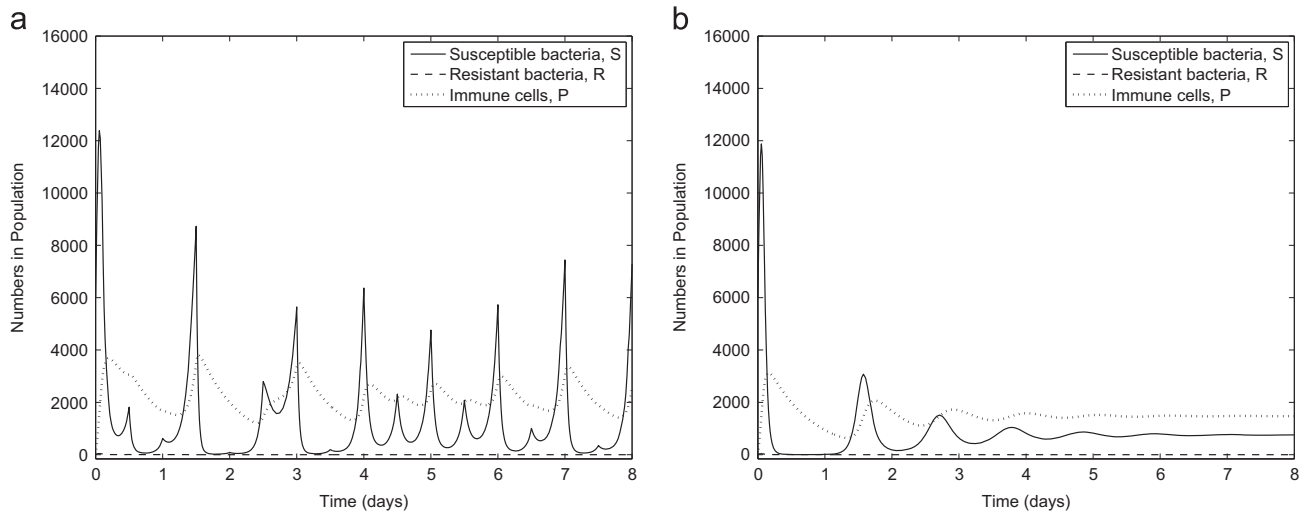 a
16000
14000
12000
10000
8000
6000
4000
2000
0
Numbers in Population
0 1 2 3 4 5 6 7 8
Time (days)
Susceptible bacteria, S
Resistant bacteria, R
Immune cells, P
b
16000
14000
12000
10000
8000
6000
4000
2000
0
Numbers in Population
0 1 2 3 4 5 6 7 8
Time (days)
Susceptible bacteria, S
Resistant bacteria, R
Immune cells, P